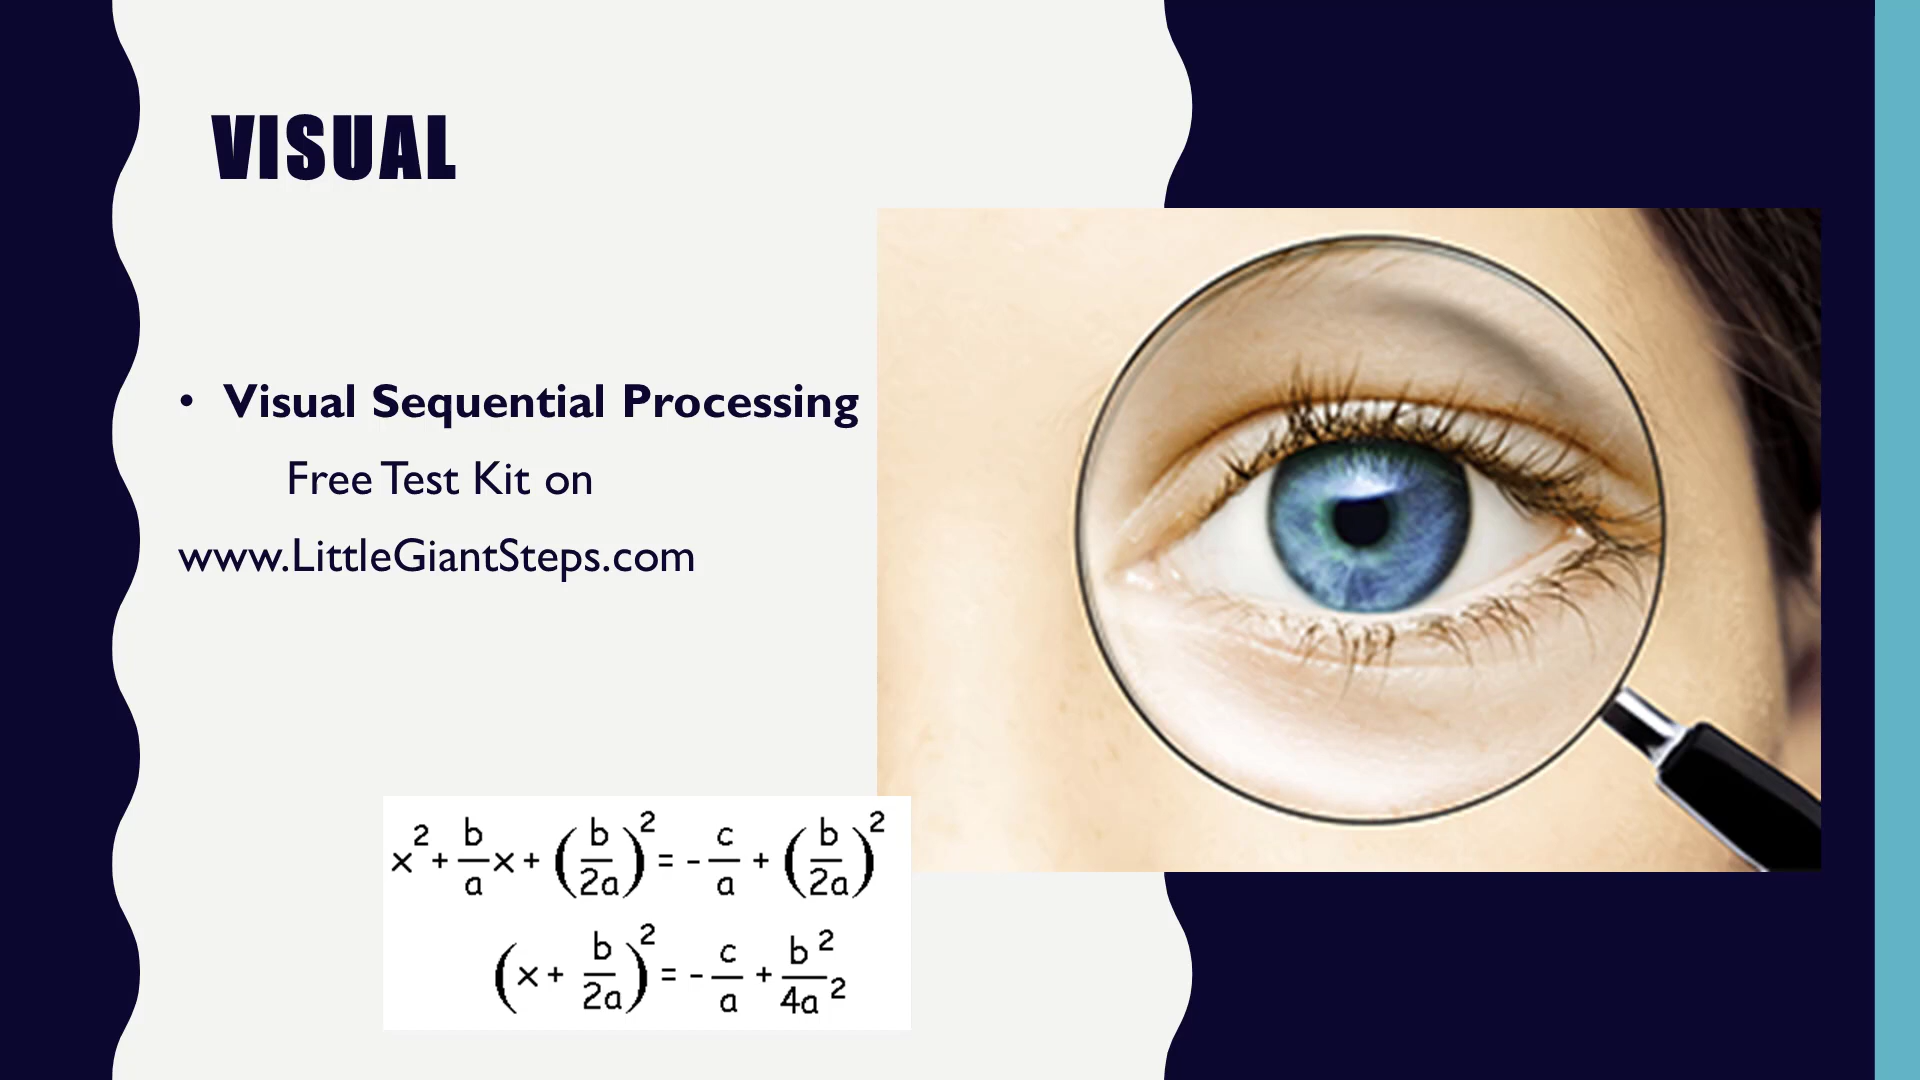 VISUAL
• Visual Sequential Processing
Free Test Kit on
www.LittleGiantSteps.com
x² + b/a x + (b/2a)² = - c/a + (b/2a)²
(x + b/2a)² = - c/a + b²/4a²